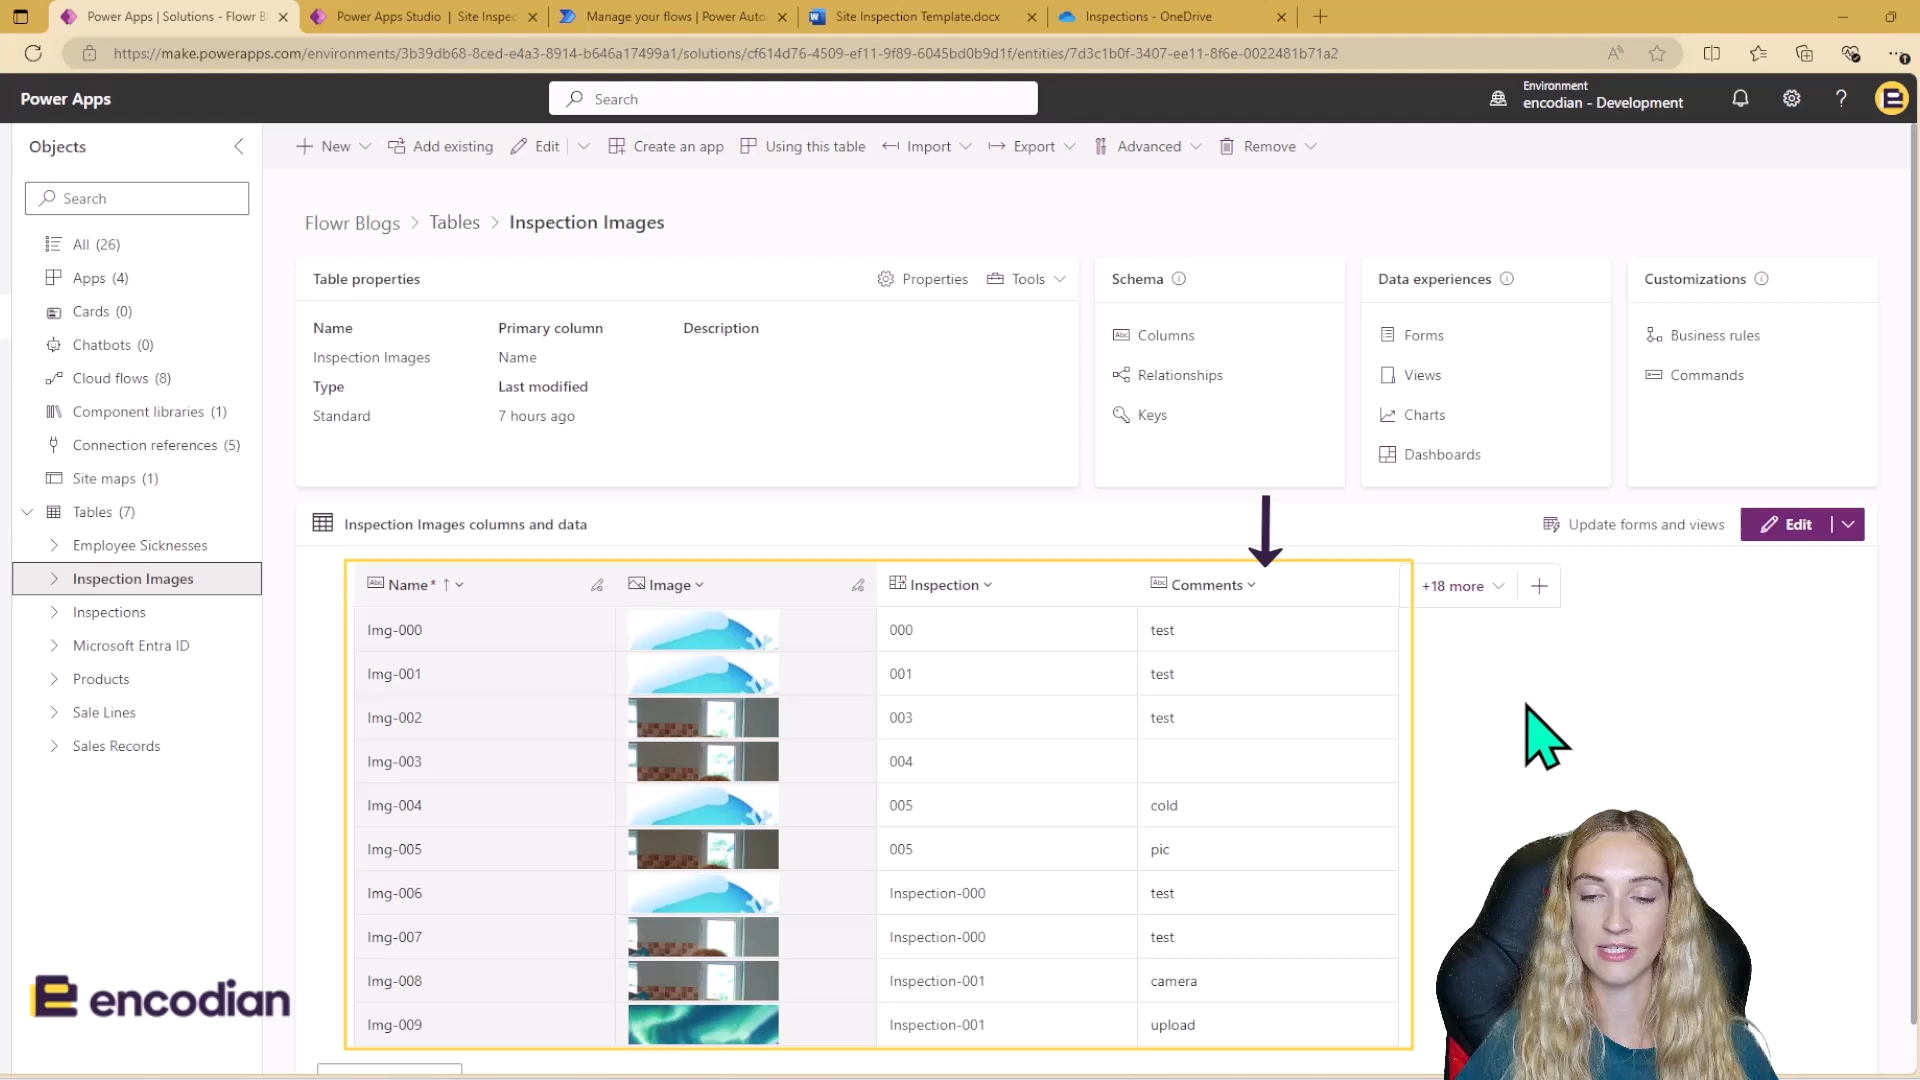 Power Apps | Solutions - Flowr B
Power Apps Studio | Site Inspec
Manage your flows | Power Auto
Site Inspection Template.docx
Inspections - OneDrive
https://make.powerapps.com/environments/3b39db68-8ced-e4a3-8914-b646a17499a1/solutions/cf614d76-4509-ef11-9f89-6045bd0b9d1f/entities/7d3c1b0f-3407-ee11-8f6e-0022481b71a2
Power Apps
Search
Environment
encodian - Development
Objects
New
Add existing
Edit
Create an app
Using this table
Import
Export
Advanced
Remove
Search
All (26)
Apps (4)
Cards (0)
Chatbots (0)
Cloud flows (8)
Component libraries (1)
Connection references (5)
Site maps (1)
Tables (7)
Employee Sicknesses
Inspection Images
Inspections
Microsoft Entra ID
Products
Sale Lines
Sales Records
encodian
Flowr Blogs > Tables > Inspection Images
Table properties
Properties
Tools
Name
Primary column
Description
Inspection Images
Name
Type
Last modified
Standard
7 hours ago
Schema
Columns
Relationships
Keys
Data experiences
Forms
Views
Charts
Dashboards
Customizations
Business rules
Commands
Inspection Images columns and data
Update forms and views
Edit
Name * ↑
Image
Inspection
Comments
+18 more
Img-000 000 test
Img-001 001 test
Img-002 003 test
Img-003 004
Img-004 005 cold
Img-005 005 pic
Img-006 Inspection-000 test
Img-007 Inspection-000 test
Img-008 Inspection-001 camera
Img-009 Inspection-001 upload